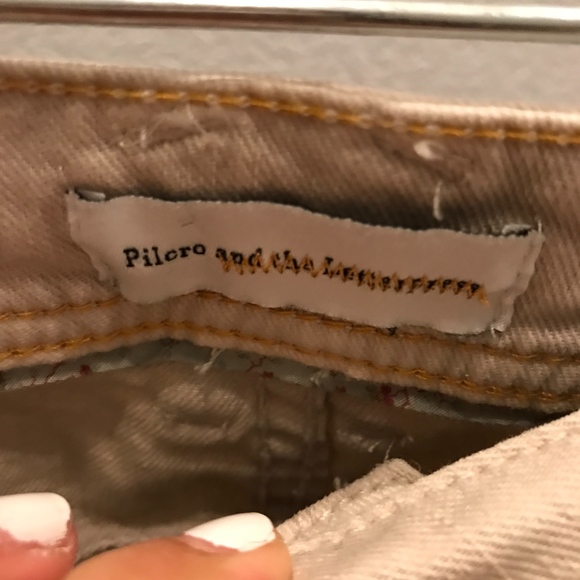 Pilcro and the